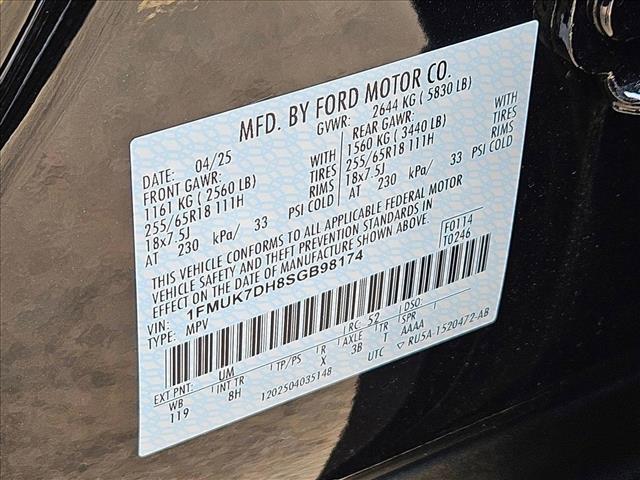 MFD. BY FORD MOTOR CO.
DATE: 04/25 GVWR: 2644 KG ( 5830 LB)
FRONT GAWR: WITH REAR GAWR: WITH
1161 KG ( 2560 LB) TIRES 1560 KG ( 3440 LB) TIRES
255/65R18 111H RIMS 255/65R18 111H RIMS
18x7.5J PSI COLD 18x7.5J PSI COLD
AT 230 kPa/ 33 AT 230 kPa/ 33
THIS VEHICLE CONFORMS TO ALL APPLICABLE FEDERAL MOTOR
VEHICLE SAFETY AND THEFT PREVENTION STANDARDS IN
EFFECT ON THE DATE OF MANUFACTURE SHOWN ABOVE.
F0114
T0246
VIN: 1FMUK7DH8SGB98174
TYPE: MPV
EXT PNT: UM RC: 52 DSO:
WB INT TR TP/PS R AXLE TR SPR
119 8H X 3B T AAAA
1202504035148 UTC ▽ RU5A-1520472-AB